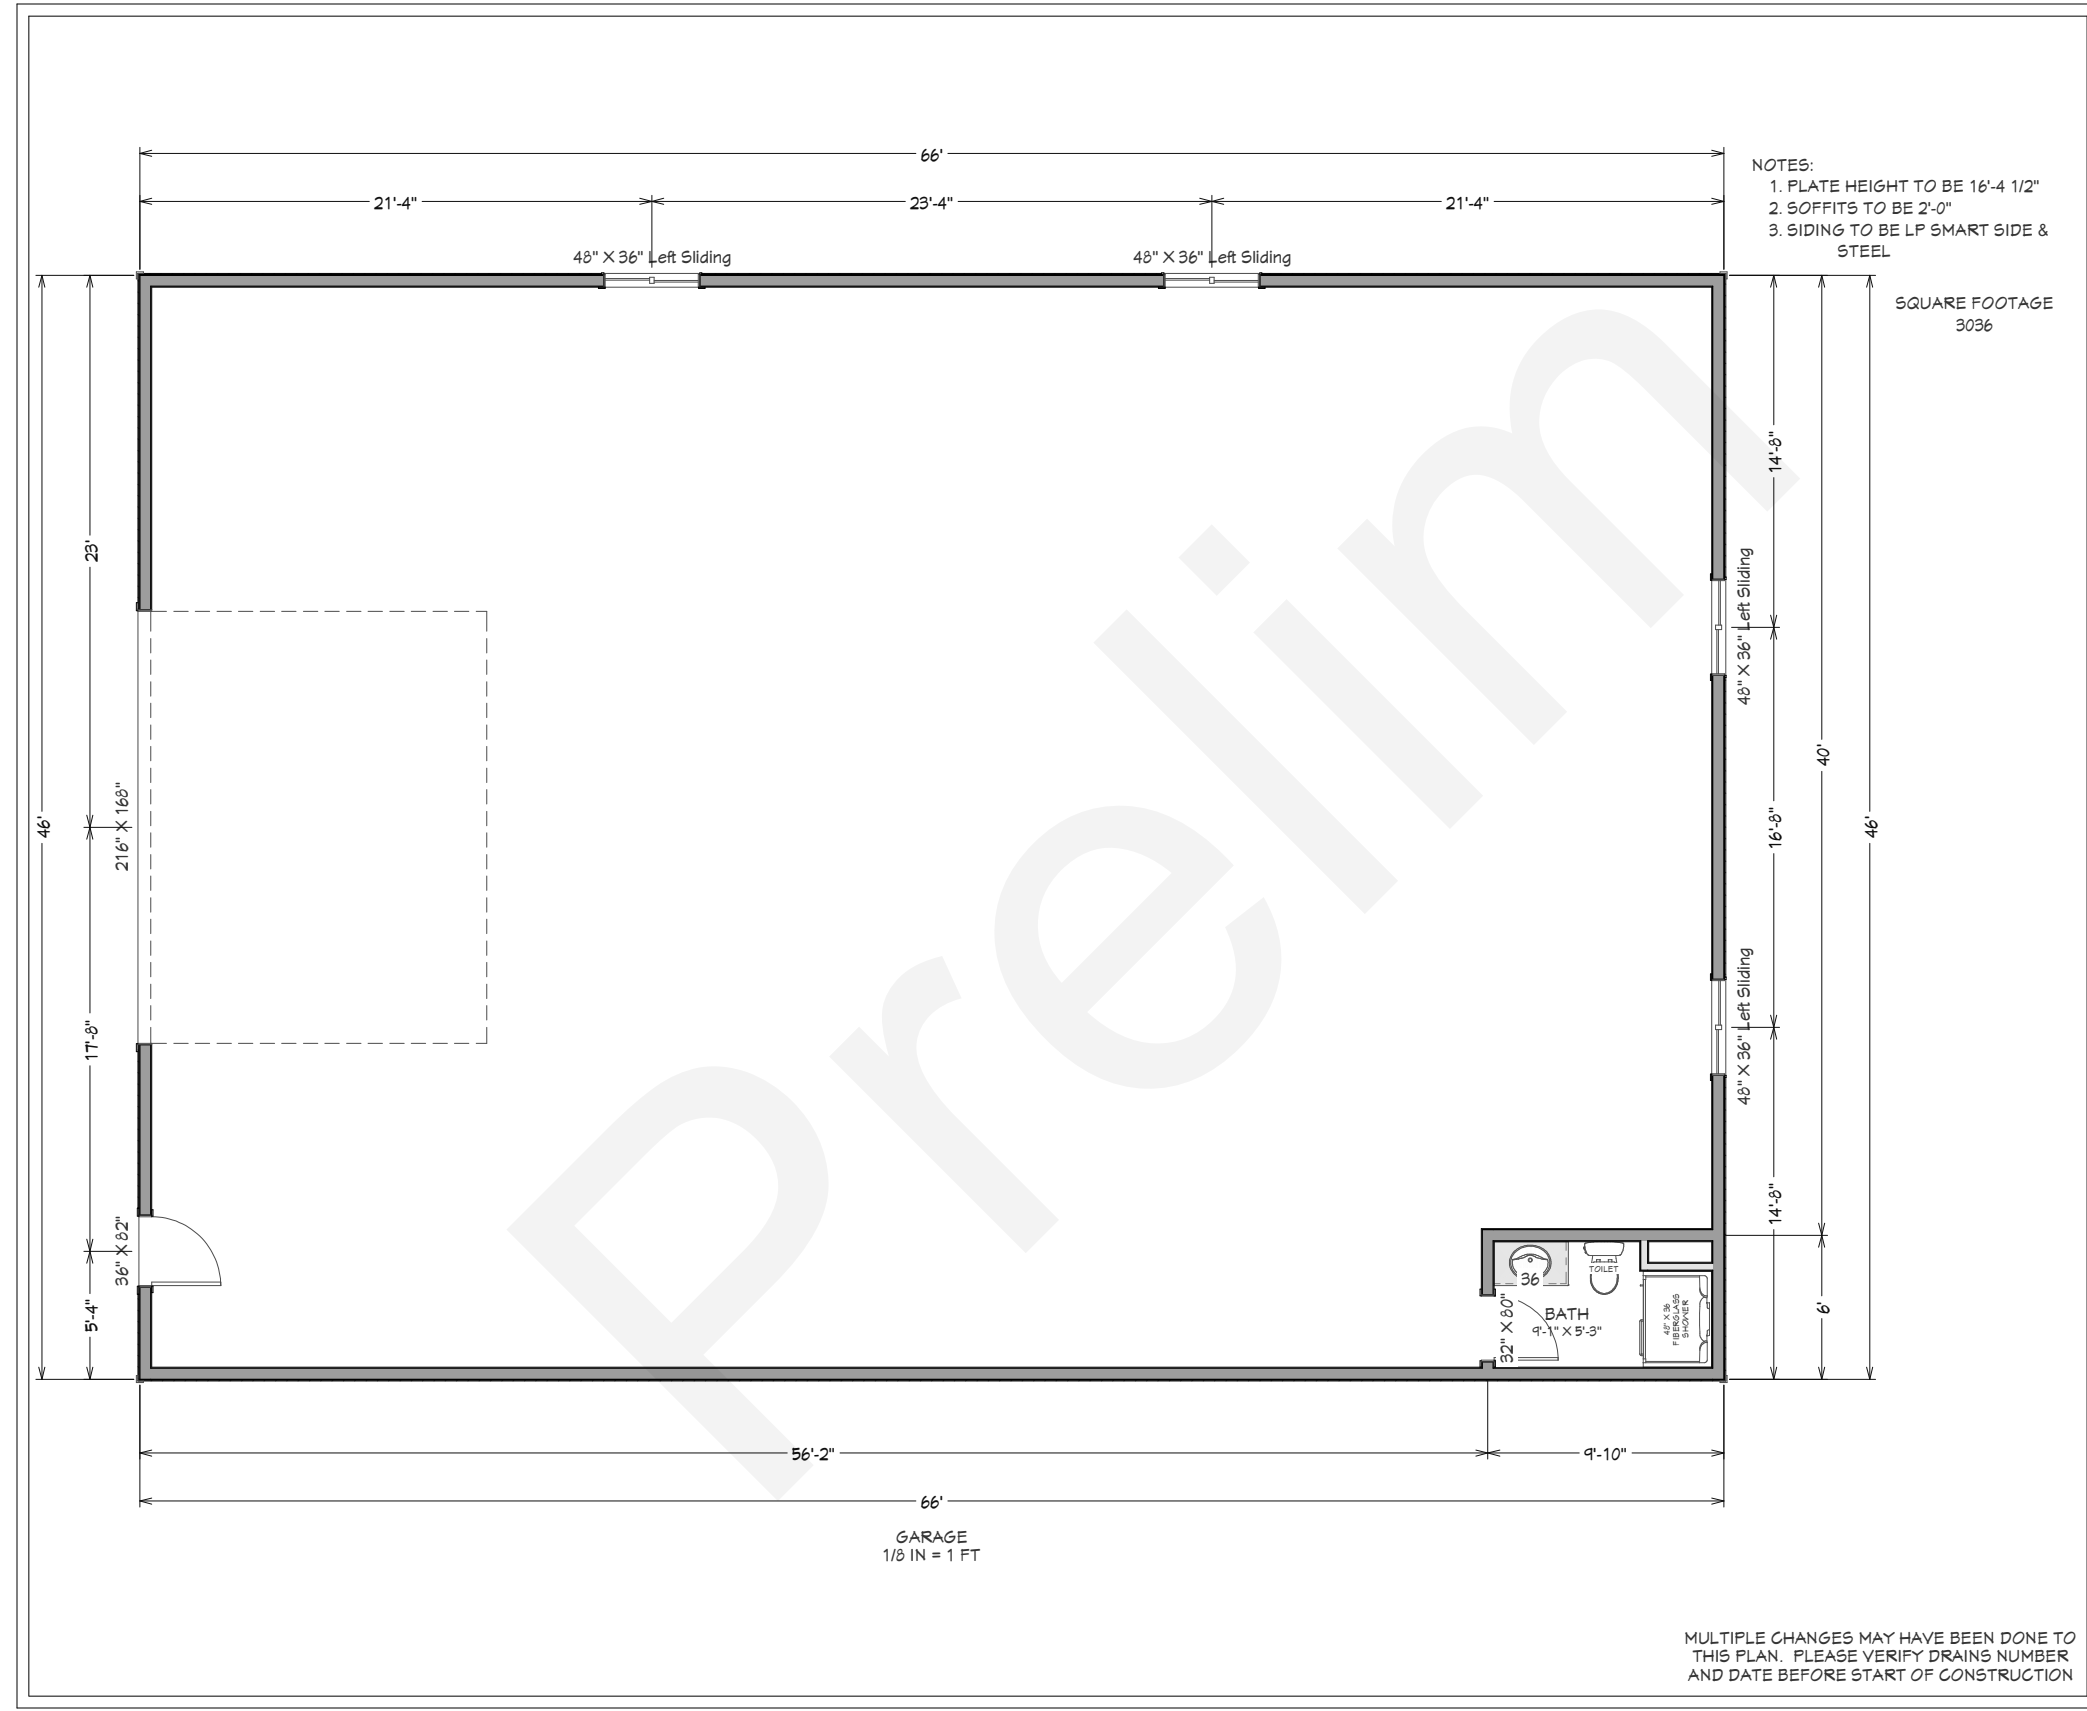 66'
21'-4"
23'-4"
21'-4"
48" X 36" Left Sliding
48" X 36" Left Sliding
NOTES:
1. PLATE HEIGHT TO BE 16'-4 1/2"
2. SOFFITS TO BE 2'-0"
3. SIDING TO BE LP SMART SIDE &
STEEL
SQUARE FOOTAGE
3036
46'
23'
17'-8"
5'-4"
216" X 168"
36" X 82"
Prelim
14'-8"
48" X 36" Left Sliding
16'-8"
48" X 36" Left Sliding
14'-8"
40'
6'
46'
36
TOILET
32" X 80"
BATH
9'-1" X 5'-3"
48" X 36
FIBERGLASS
SHOWER
56'-2"
9'-10"
66'
GARAGE
1/8 IN = 1 FT
MULTIPLE CHANGES MAY HAVE BEEN DONE TO
THIS PLAN. PLEASE VERIFY DRAINS NUMBER
AND DATE BEFORE START OF CONSTRUCTION